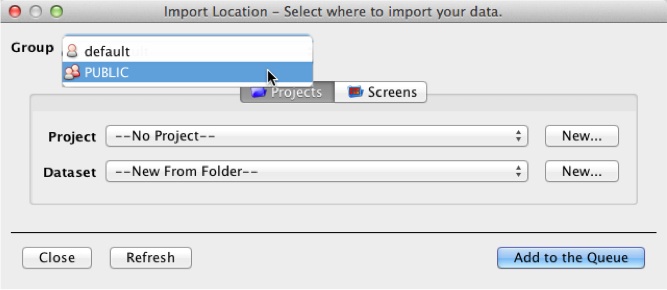 Import Location – Select where to import your data.
Group
default
PUBLIC
Projects Screens
Project --No Project-- New...
Dataset --New From Folder-- New...
Close Refresh Add to the Queue